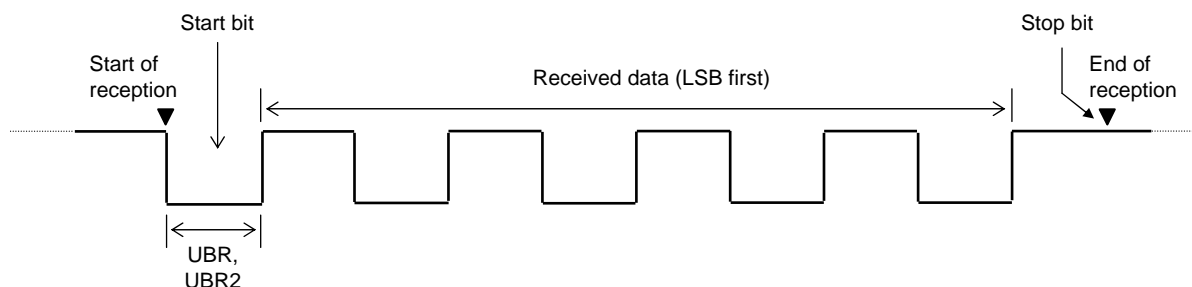 Start bit
Stop bit
Start of
reception
Received data (LSB first)
End of
reception
UBR,
UBR2